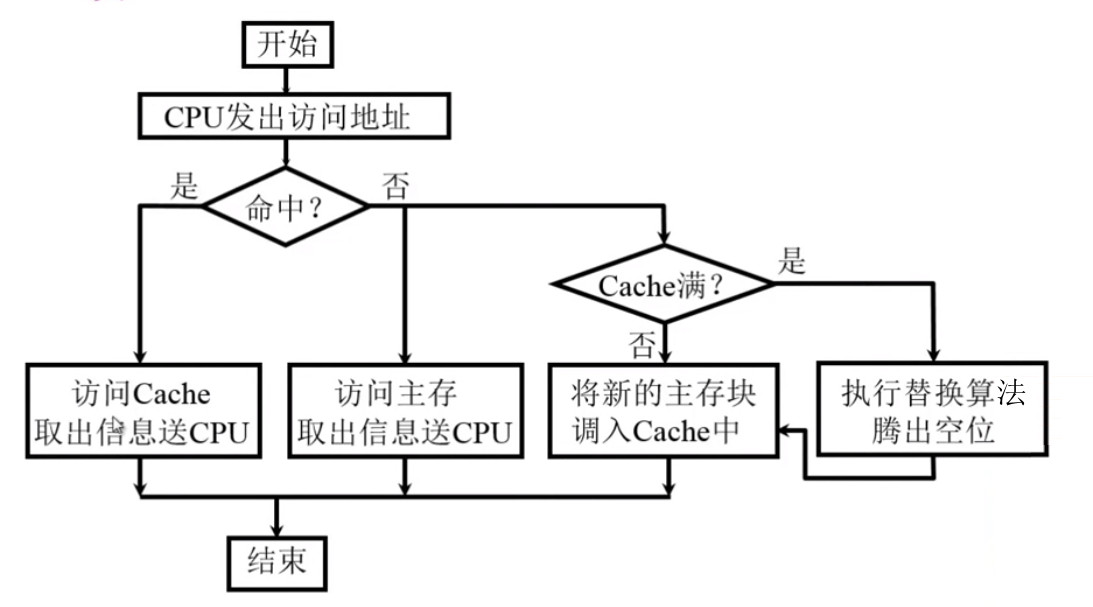 开始
CPU发出访问地址
是
否
命中？
是
Cache满？
否
访问Cache
取出信息送CPU
访问主存
取出信息送CPU
将新的主存块
调入Cache中
执行替换算法
腾出空位
结束